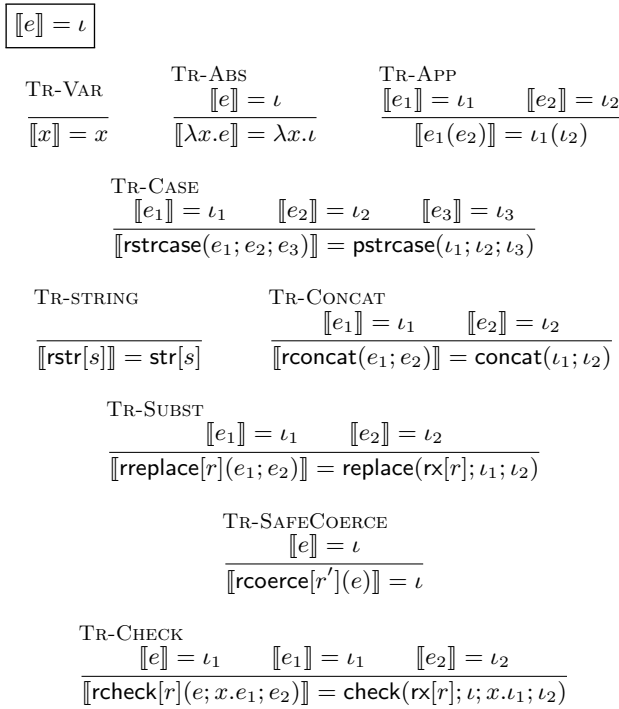 ⟦e⟧ = ι
TR-VAR TR-ABS TR-APP
⟦e⟧ = ι ⟦e₁⟧ = ι₁ ⟦e₂⟧ = ι₂
⟦x⟧ = x ⟦λx.e⟧ = λx.ι ⟦e₁(e₂)⟧ = ι₁(ι₂)
TR-CASE
⟦e₁⟧ = ι₁ ⟦e₂⟧ = ι₂ ⟦e₃⟧ = ι₃
⟦rstrcase(e₁; e₂; e₃)⟧ = pstrcase(ι₁; ι₂; ι₃)
TR-STRING TR-CONCAT
⟦e₁⟧ = ι₁ ⟦e₂⟧ = ι₂
⟦rstr[s]⟧ = str[s] ⟦rconcat(e₁; e₂)⟧ = concat(ι₁; ι₂)
TR-SUBST
⟦e₁⟧ = ι₁ ⟦e₂⟧ = ι₂
⟦rreplace[r](e₁; e₂)⟧ = replace(rx[r]; ι₁; ι₂)
TR-SAFECOERCE
⟦e⟧ = ι
⟦rcoerce[r′](e)⟧ = ι
TR-CHECK
⟦e⟧ = ι₁ ⟦e₁⟧ = ι₁ ⟦e₂⟧ = ι₂
⟦rcheck[r](e; x.e₁; e₂)⟧ = check(rx[r]; ι; x.ι₁; ι₂)